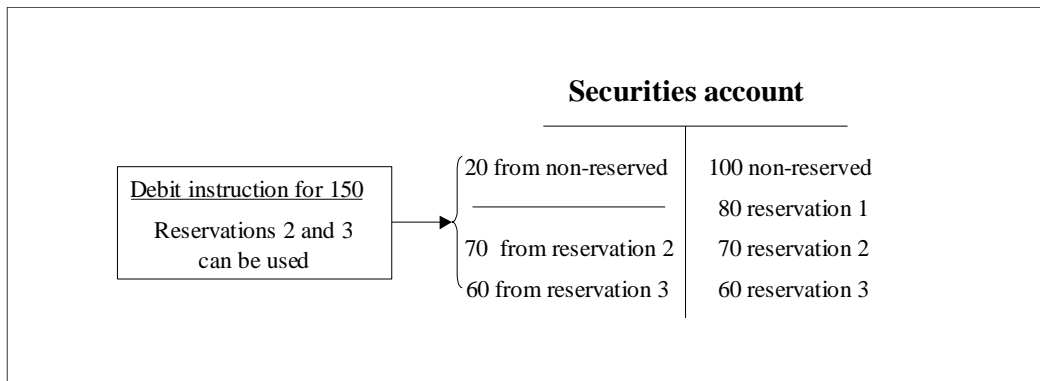 Securities account
Debit instruction for 150
Reservations 2 and 3
can be used
20 from non-reserved
70 from reservation 2
60 from reservation 3
100 non-reserved
80 reservation 1
70 reservation 2
60 reservation 3